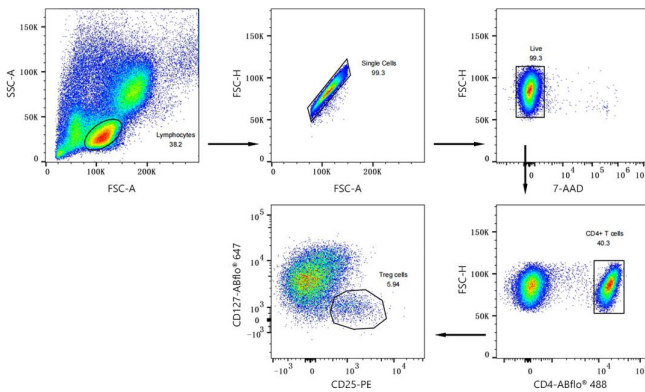 150K
100K
50K
0
SSC-A
Lymphocytes
38.2
100K
200K
FSC-A
150K
100K
50K
0
FSC-H
Single Cells
99.3
0
100K
200K
FSC-A
150K
100K
50K
0
FSC-H
Live
99.3
0
10^4
10^5
10^6
7-AAD
10^5
10^4
10^3
0
-10^3
CD127-ABflo® 647
Treg cells
5.94
-10^3
0
10^3
10^4
CD25-PE
150K
100K
50K
0
FSC-H
CD4+ T cells
40.3
0
10^4
10^5
CD4-ABflo® 488